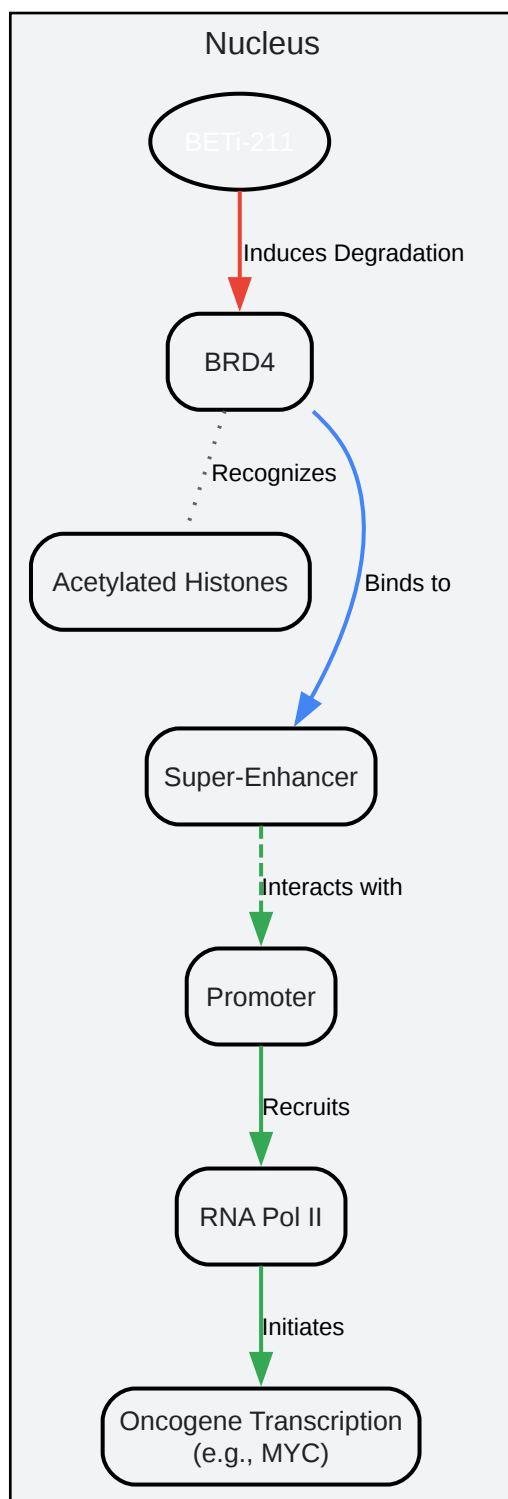 Nucleus
BETi-211
Induces Degradation
BRD4
Recognizes
Acetylated Histones
Binds to
Super-Enhancer
Interacts with
Promoter
Recruits
RNA Pol II
Initiates
Oncogene Transcription
(e.g., MYC)